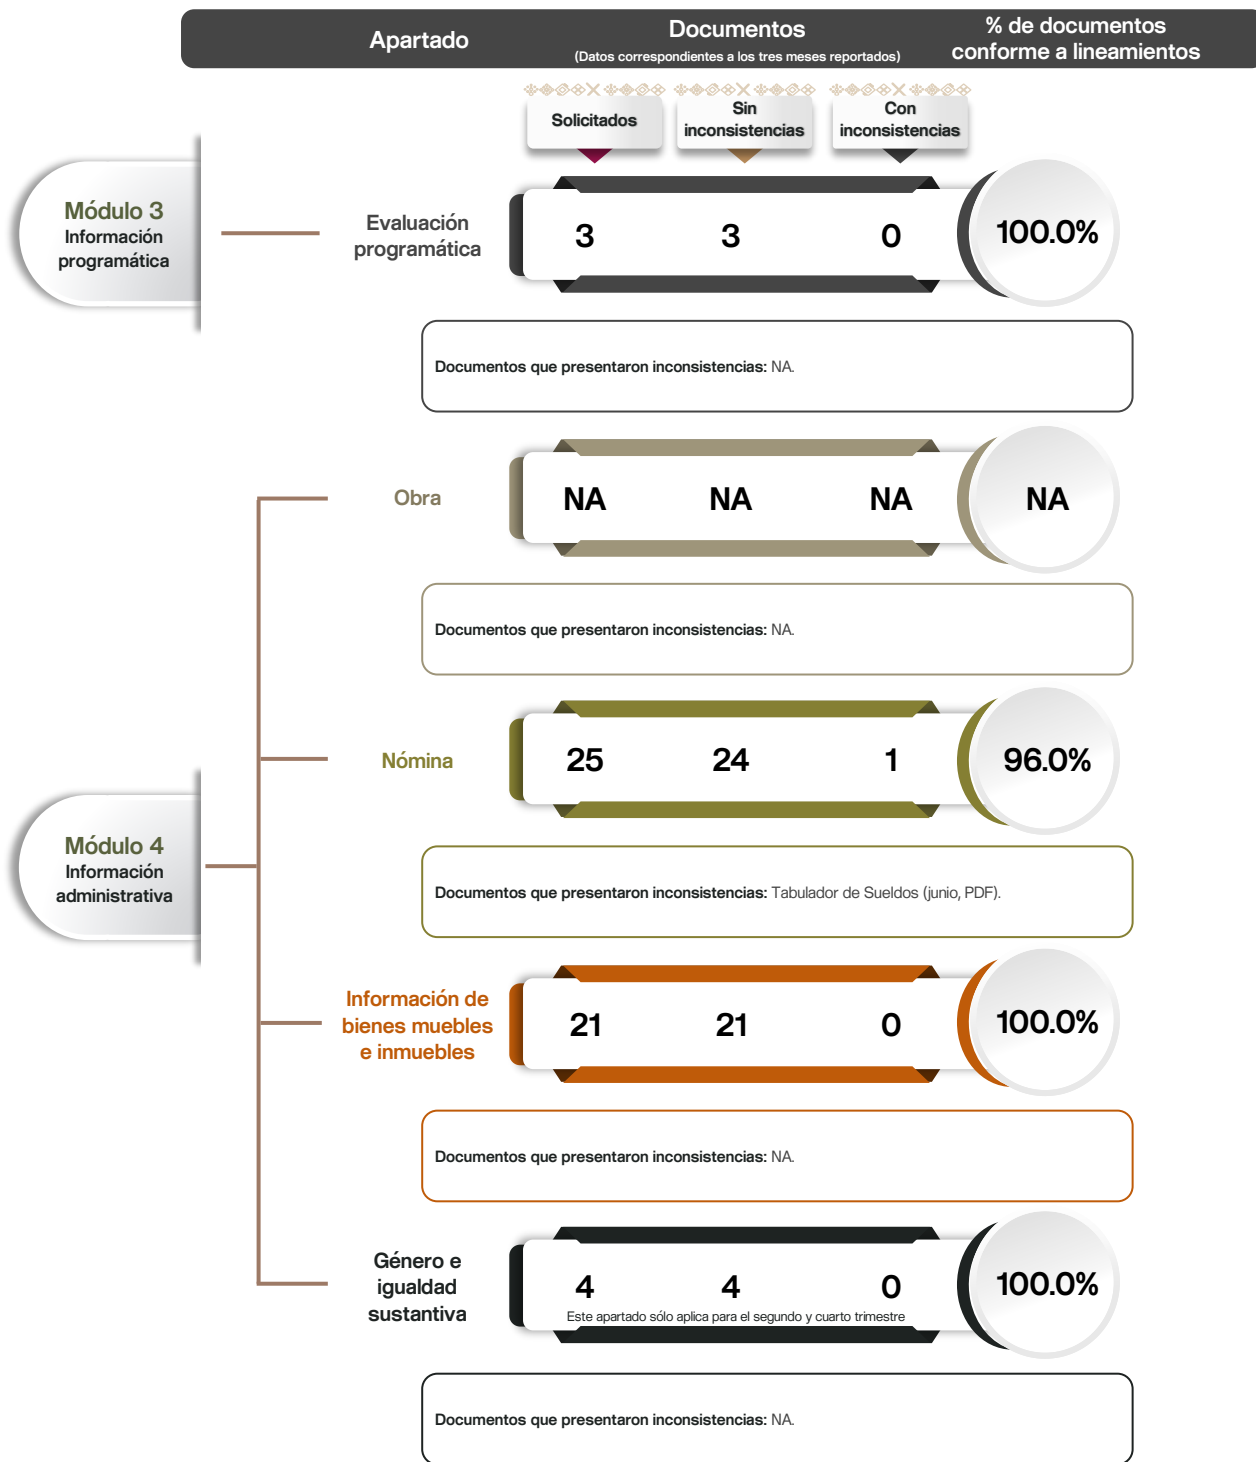 Apartado
Documentos
(Datos correspondientes a los tres meses reportados)
% de documentos
conforme a lineamientos
Solicitados
Sin
inconsistencias
Con
inconsistencias
Módulo 3
Información
programática
Evaluación
programática
3 3 0 100.0%
Documentos que presentaron inconsistencias: NA.
Obra
NA NA NA NA
Documentos que presentaron inconsistencias: NA.
Módulo 4
Información
administrativa
Nómina
25 24 1 96.0%
Documentos que presentaron inconsistencias: Tabulador de Sueldos (junio, PDF).
Información de
bienes muebles
e inmuebles
21 21 0 100.0%
Documentos que presentaron inconsistencias: NA.
Género e
igualdad
sustantiva
4 4 0 100.0%
Este apartado sólo aplica para el segundo y cuarto trimestre
Documentos que presentaron inconsistencias: NA.